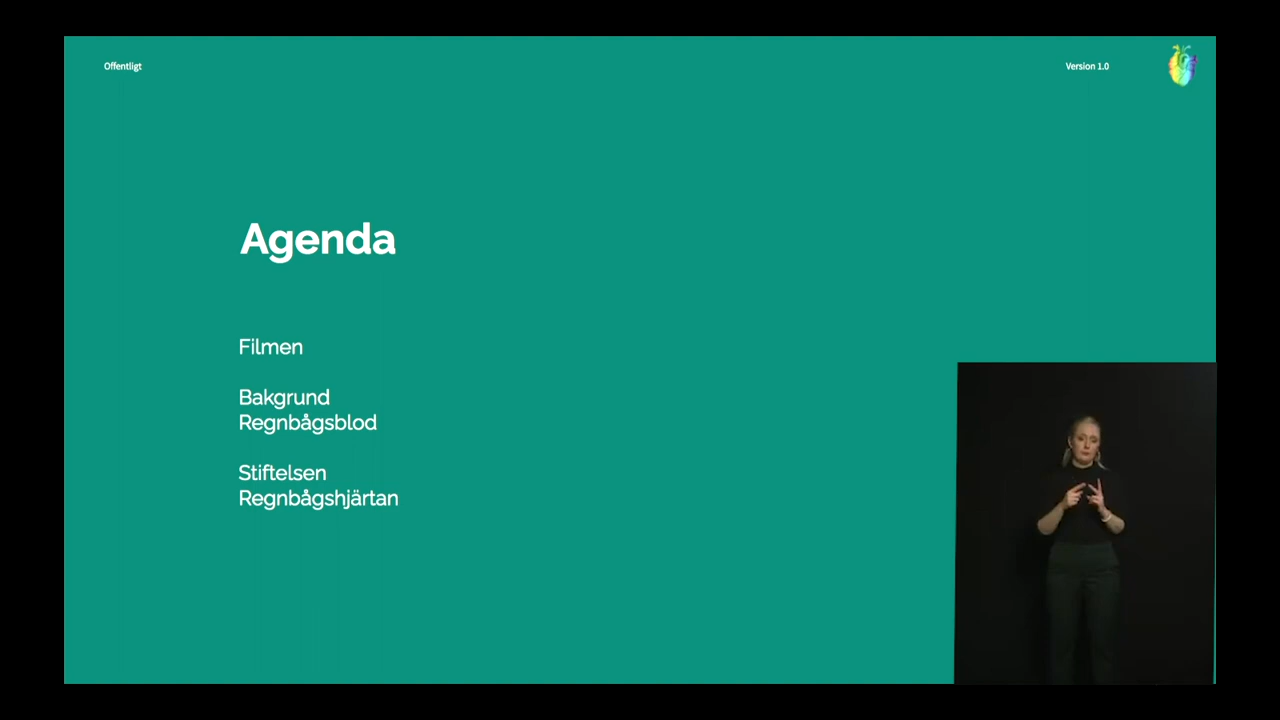 Offentligt
Version 1.0
Agenda
Filmen
Bakgrund
Regnbågsblod
Stiftelsen
Regnbågshjärtan